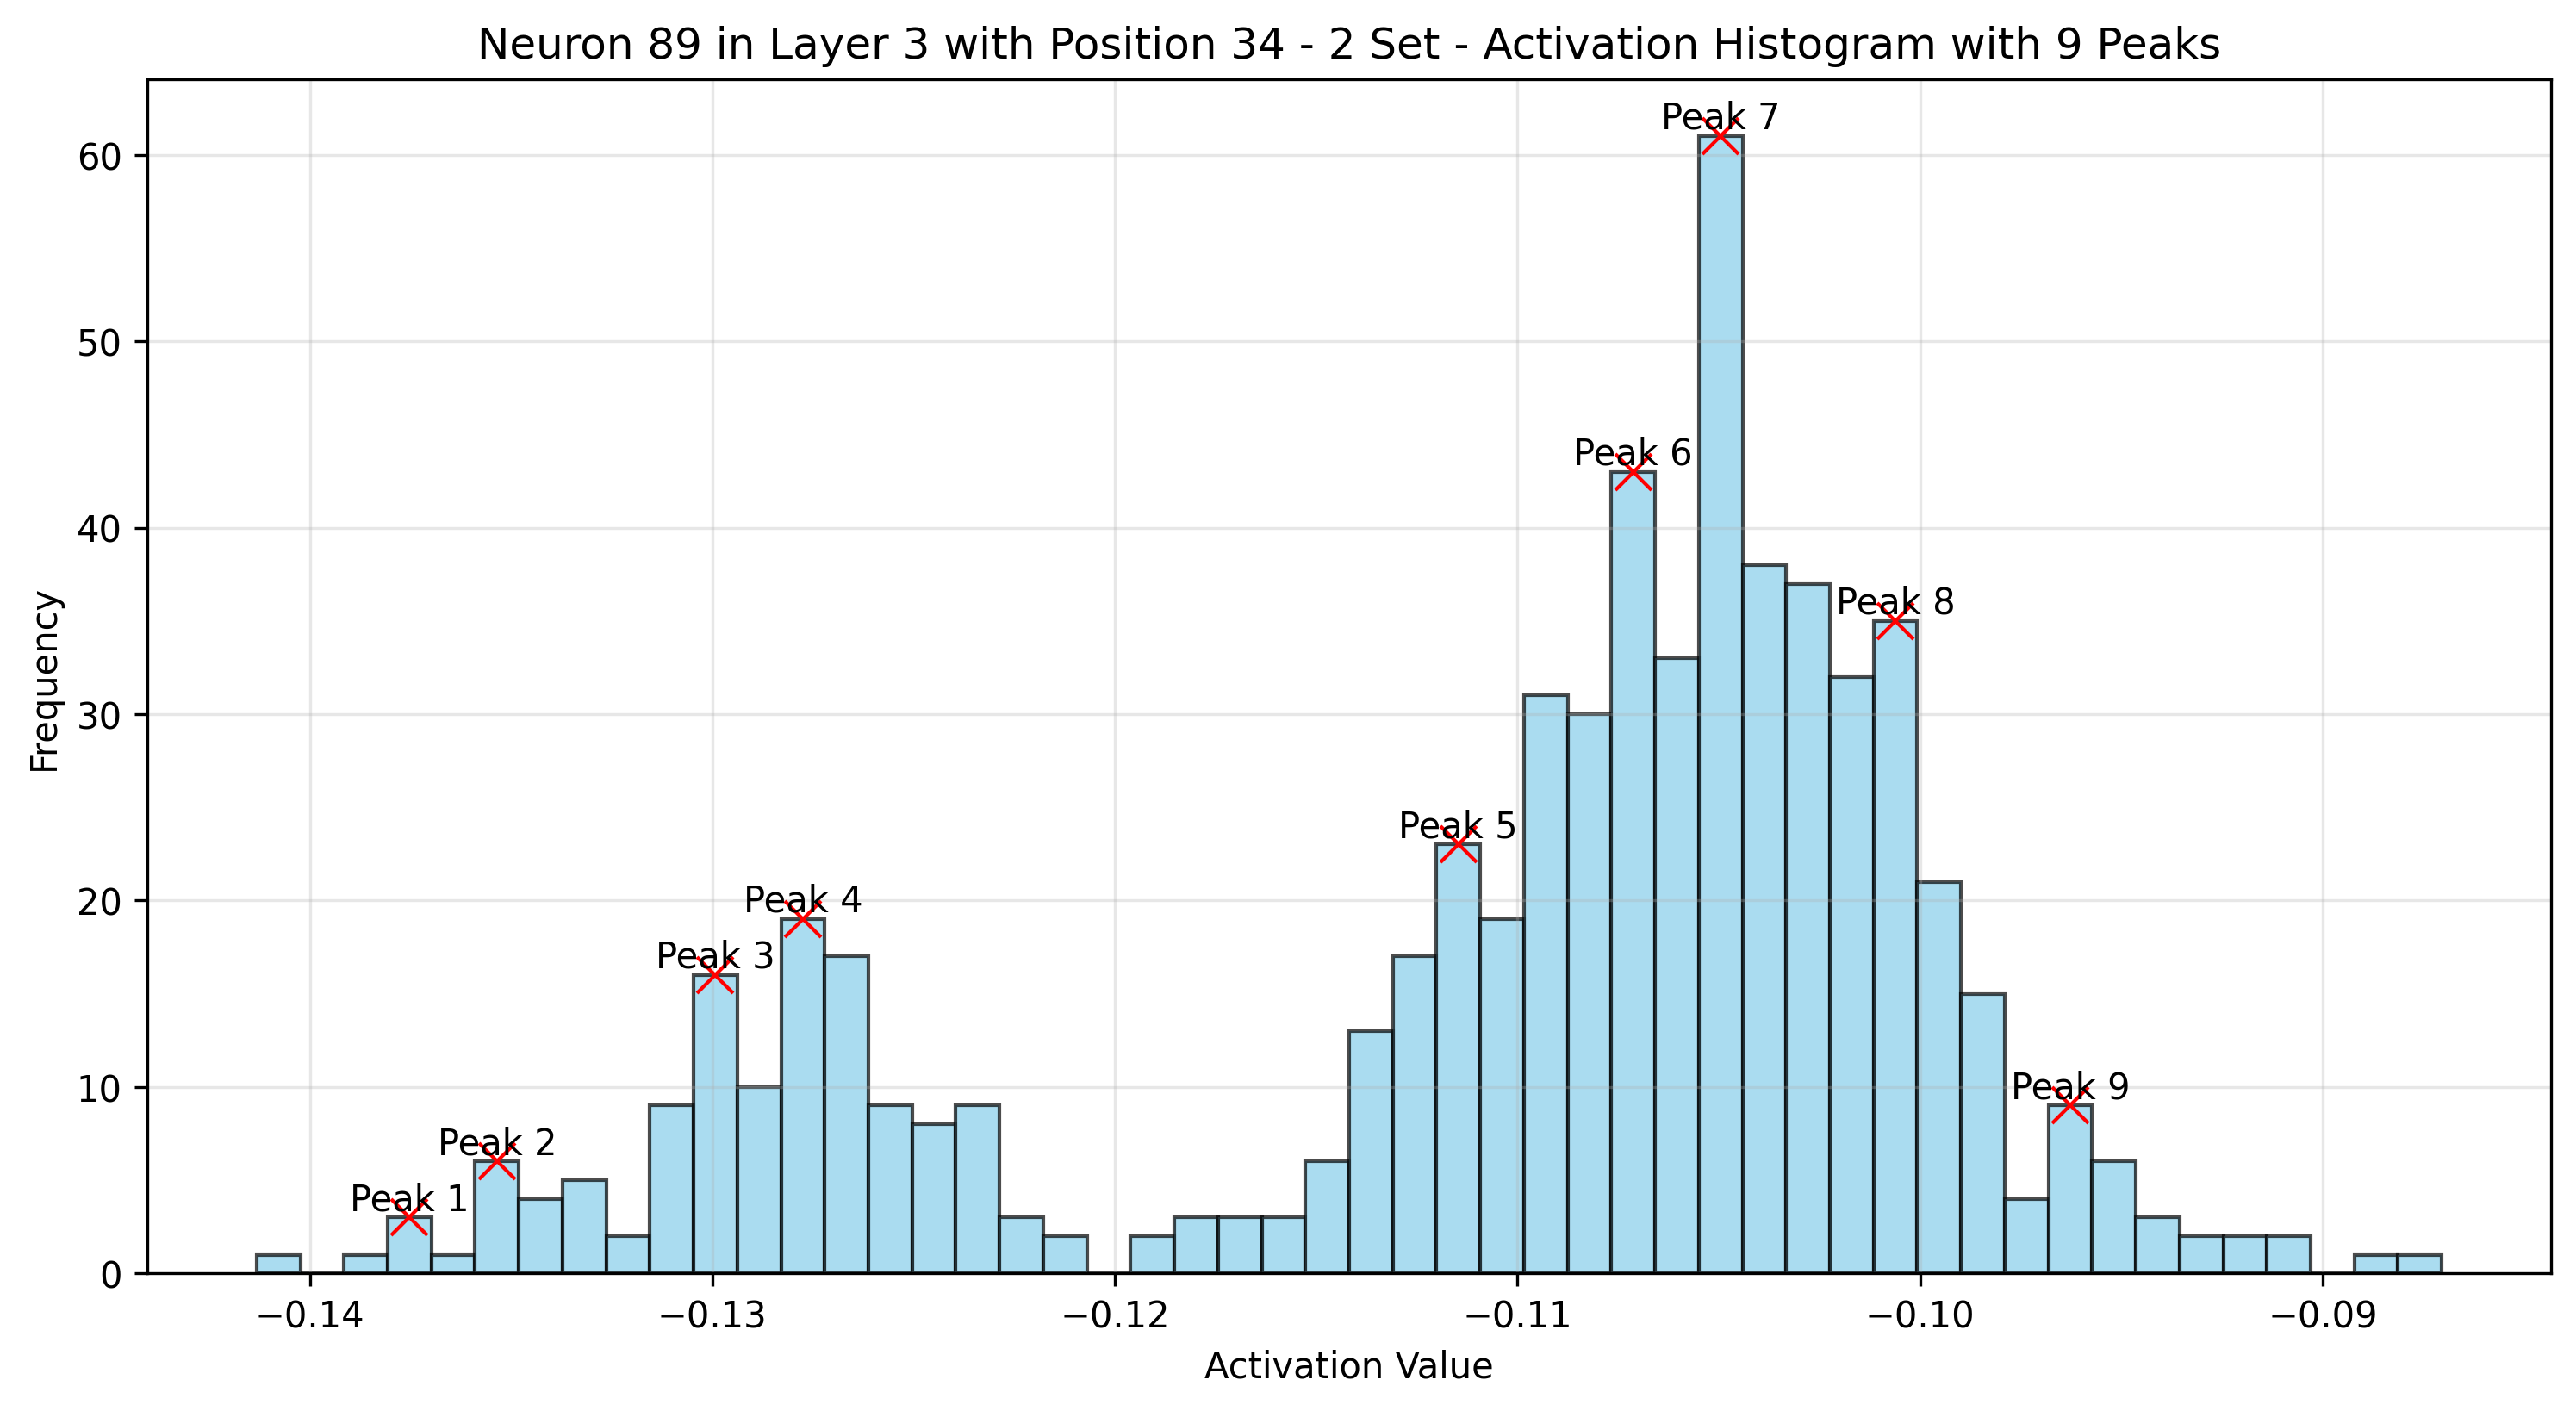 Neuron 89 in Layer 3 with Position 34 - 2 Set - Activation Histogram with 9 Peaks
Peak 7
60
50
Peak 6
40
Peak 8
Frequency
30
Peak 5
20
Peak 4
Peak 3
10
Peak 9
Peak 2
Peak 1
0
−0.14 −0.13 −0.12 −0.11 −0.10 −0.09
Activation Value